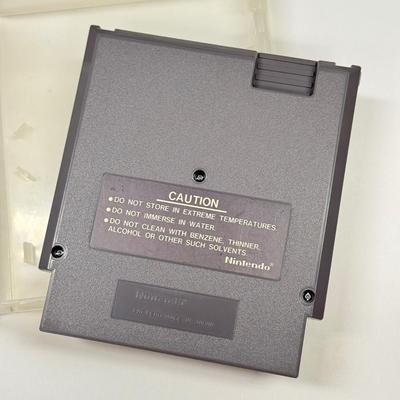 CAUTION
●DO NOT STORE IN EXTREME TEMPERATURES.
●DO NOT IMMERSE IN WATER.
●DO NOT CLEAN WITH BENZENE, THINNER,
ALCOHOL OR OTHER SUCH SOLVENTS.
Nintendo
Nintendo®